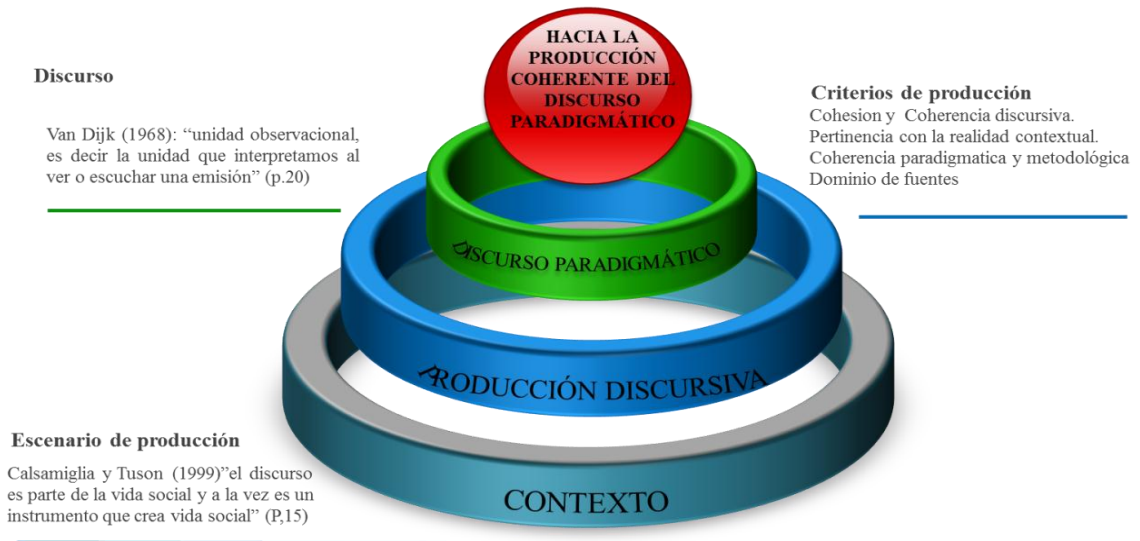 HACIA LA
PRODUCCIÓN
COHERENTE DEL
DISCURSO
PARADIGMÁTICO
Discurso
Van Dijk (1968): “unidad observacional,
es decir la unidad que interpretamos al
ver o escuchar una emisión” (p.20)
Criterios de producción
Cohesion y Coherencia discursiva.
Pertinencia con la realidad contextual.
Coherencia paradigmatica y metodológica
Dominio de fuentes
DISCURSO PARADIGMÁTICO
PRODUCCIÓN DISCURSIVA
CONTEXTO
Escenario de producción
Calsamiglia y Tuson (1999)”el discurso
es parte de la vida social y a la vez es un
instrumento que crea vida social” (P,15)